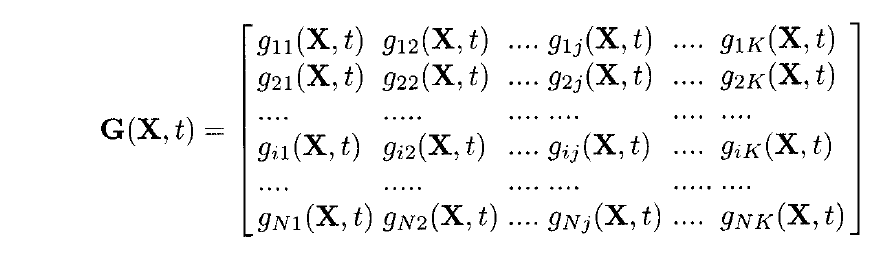 g₁₁(X, t) g₁₂(X, t) .... g₁ⱼ(X, t) .... g₁K(X, t)
g₂₁(X, t) g₂₂(X, t) .... g₂ⱼ(X, t) .... g₂K(X, t)
.... ..... .... .... .... ....
G(X, t) = gᵢ₁(X, t) gᵢ₂(X, t) .... gᵢⱼ(X, t) .... gᵢK(X, t)
.... ..... .... .... ..... ....
gN₁(X, t) gN₂(X, t) .... gNⱼ(X, t) .... gNK(X, t)